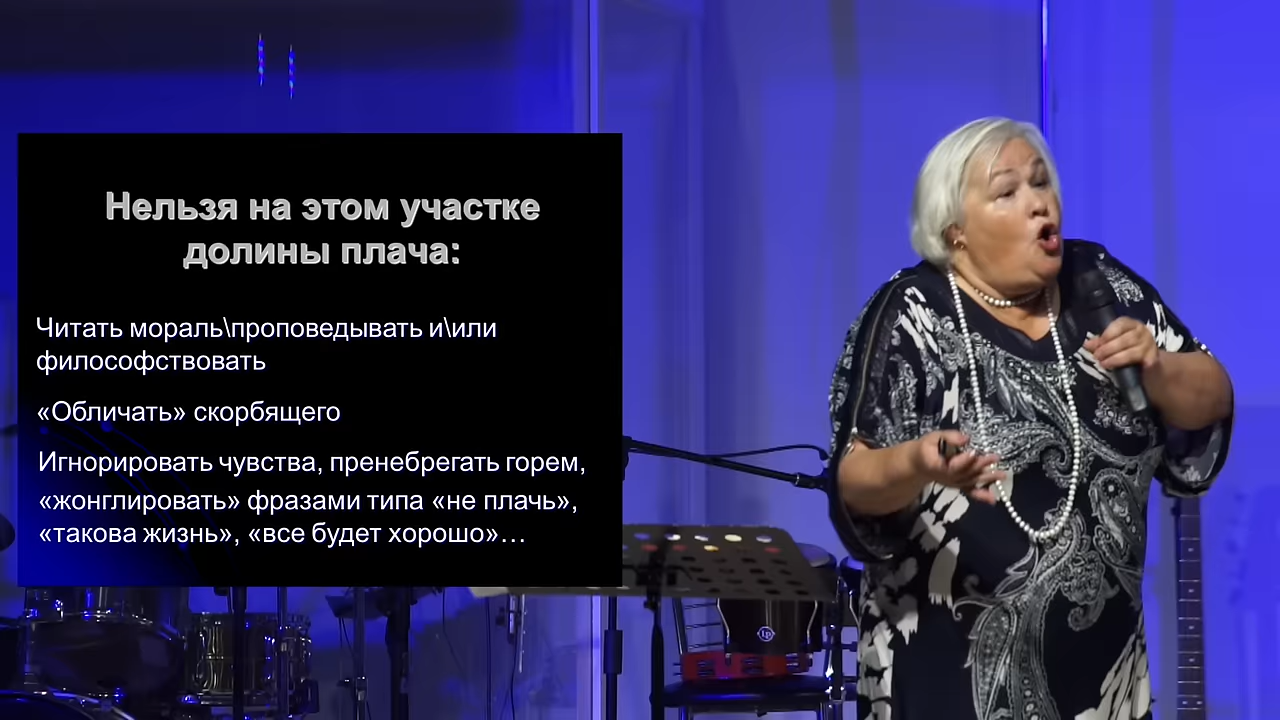 Нельзя на этом участке
долины плача:
Читать мораль\проповедывать и\или
философствовать
«Обличать» скорбящего
Игнорировать чувства, пренебрегать горем,
«жонглировать» фразами типа «не плачь»,
«такова жизнь», «все будет хорошо»…
LP